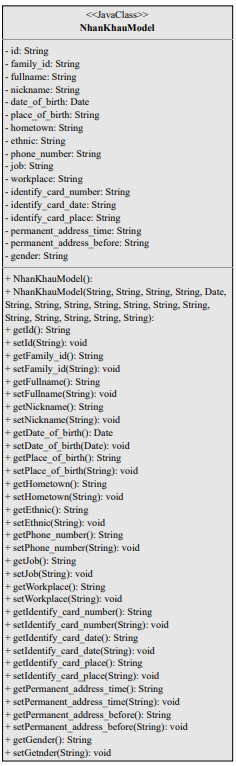 <<JavaClass>>
NhanKhauModel
- id: String
- family_id: String
- fullname: String
- nickname: String
- date_of_birth: Date
- place_of_birth: String
- hometown: String
- ethnic: String
- phone_number: String
- job: String
- workplace: String
- identify_card_number: String
- identify_card_date: String
- identify_card_place: String
- permanent_address_time: String
- permanent_address_before: String
- gender: String
+ NhanKhauModel():
+ NhanKhauModel(String, String, String, String, Date,
String, String, String, String, String, String, String,
String, String, String, String, String):
+ getId(): String
+ setId(String): void
+ getFamily_id(): String
+ setFamily_id(String): void
+ getFullname(): String
+ setFullname(String): void
+ getNickname(): String
+ setNickname(String): void
+ getDate_of_birth(): Date
+ setDate_of_birth(Date): void
+ getPlace_of_birth(): String
+ setPlace_of_birth(String): void
+ getHometown(): String
+ setHometown(String): void
+ getEthnic(): String
+ setEthnic(String): void
+ getPhone_number(): String
+ setPhone_number(String): void
+ getJob(): String
+ setJob(String): void
+ getWorkplace(): String
+ setWorkplace(String): void
+ getIdentify_card_number(): String
+ setIdentify_card_number(String): void
+ getIdentify_card_date(): String
+ setIdentify_card_date(String): void
+ getIdentify_card_place(): String
+ setIdentify_card_place(String): void
+ getPermanent_address_time(): String
+ setPermanent_address_time(String): void
+ getPermanent_address_before(): String
+ setPermanent_address_before(String): void
+ getGender(): String
+ setGetnder(String): void